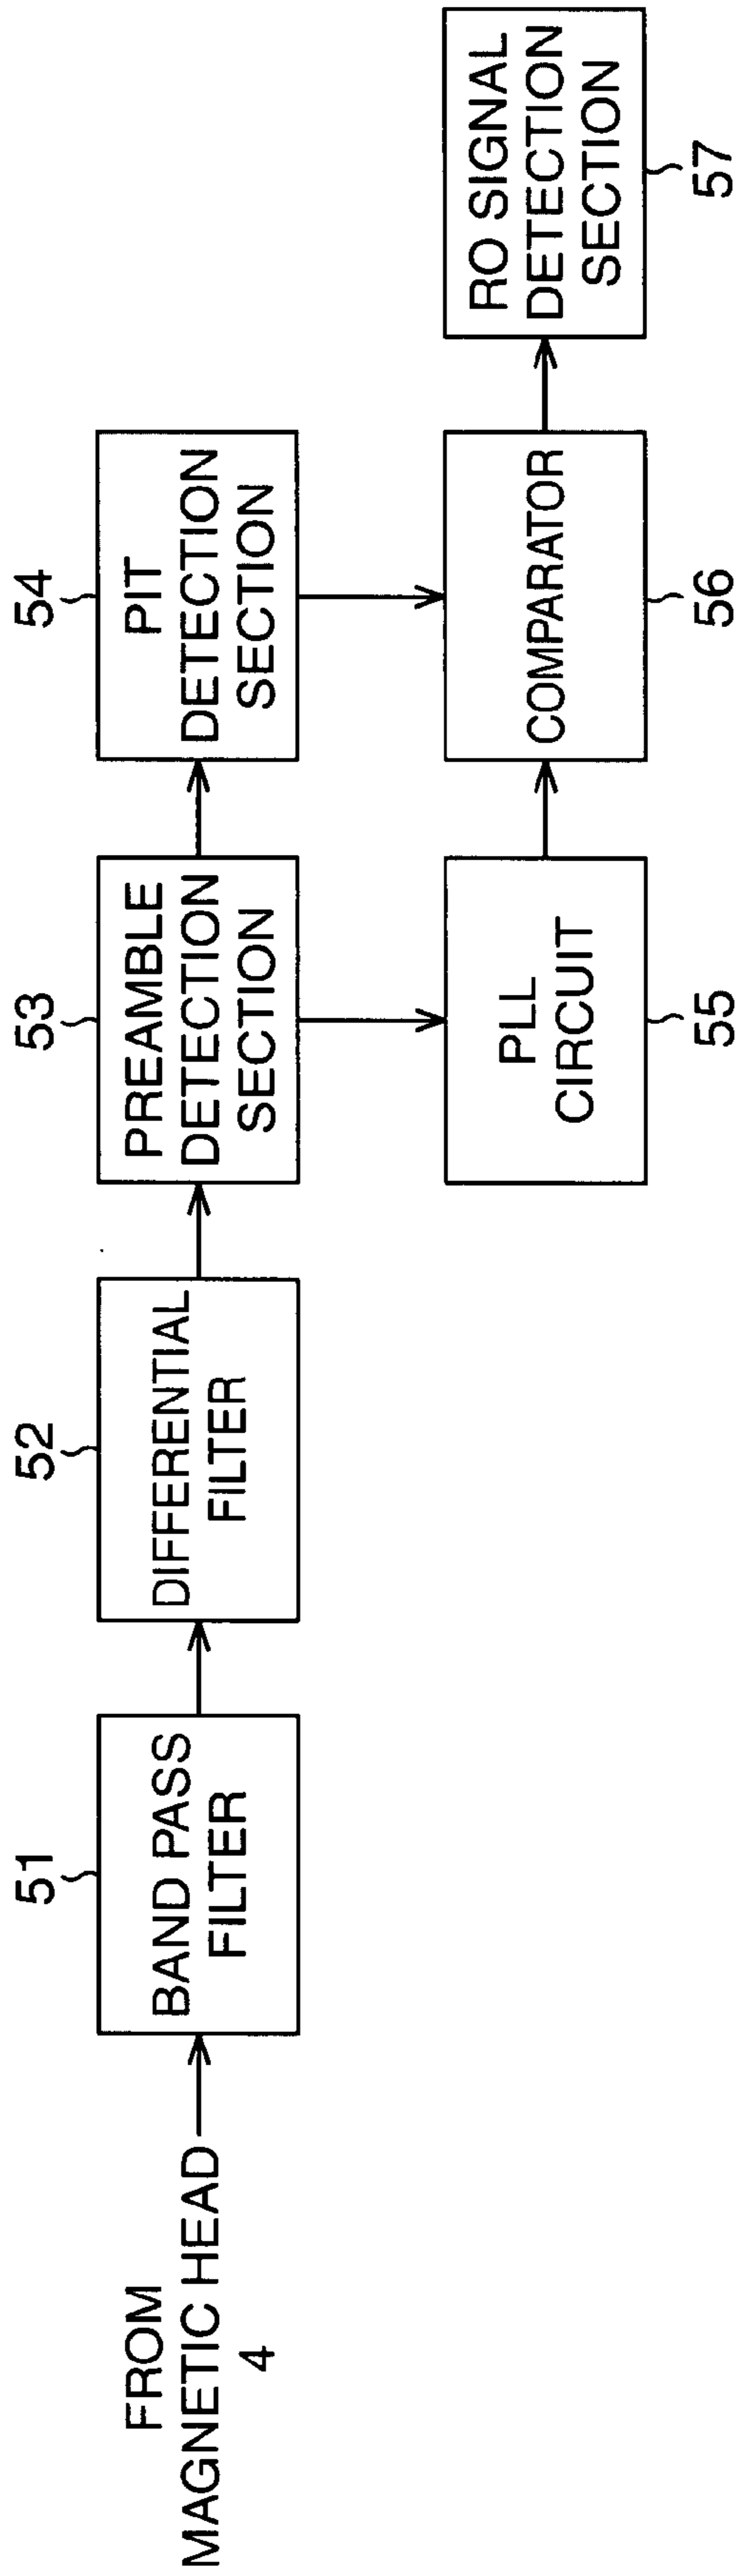 FROM
MAGNETIC HEAD
4
51
BAND PASS
FILTER
52
DIFFERENTIAL
FILTER
53
PREAMBLE
DETECTION
SECTION
54
PIT
DETECTION
SECTION
PLL
CIRCUIT
55
COMPARATOR
56
RO SIGNAL
DETECTION
SECTION
57